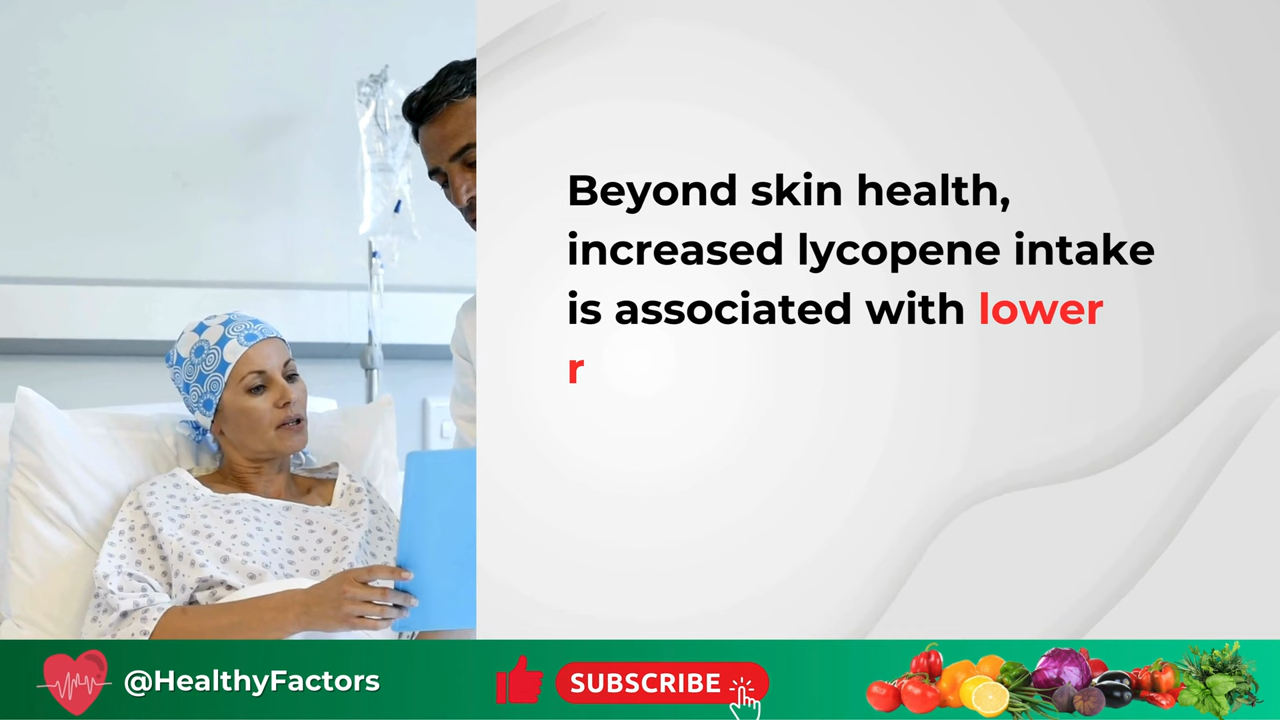 Beyond skin health,
increased lycopene intake
is associated with lower
r
@HealthyFactors
SUBSCRIBE